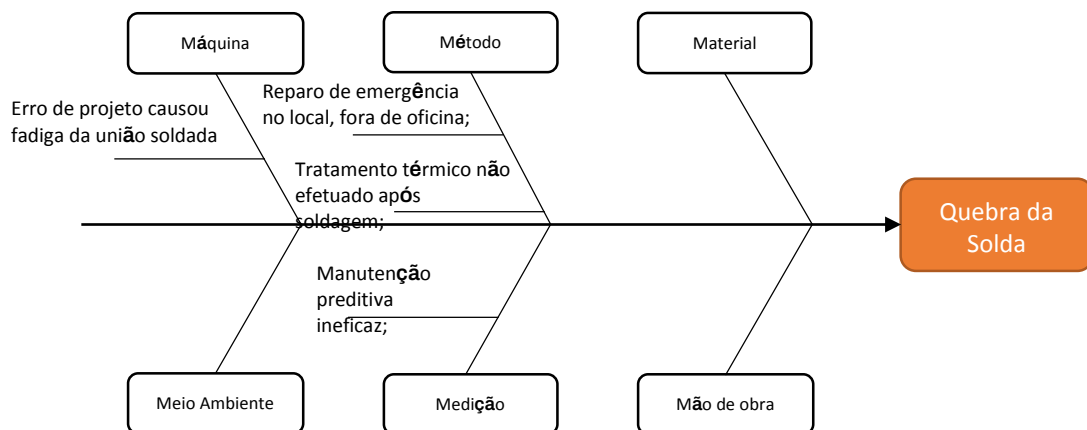 Máquina
Método
Material
Erro de projeto causou
fadiga da união soldada
Reparo de emergência
no local, fora de oficina;
Tratamento térmico não
efetuado após
soldagem;
Quebra da
Solda
Manutenção
preditiva
ineficaz;
Meio Ambiente
Medição
Mão de obra